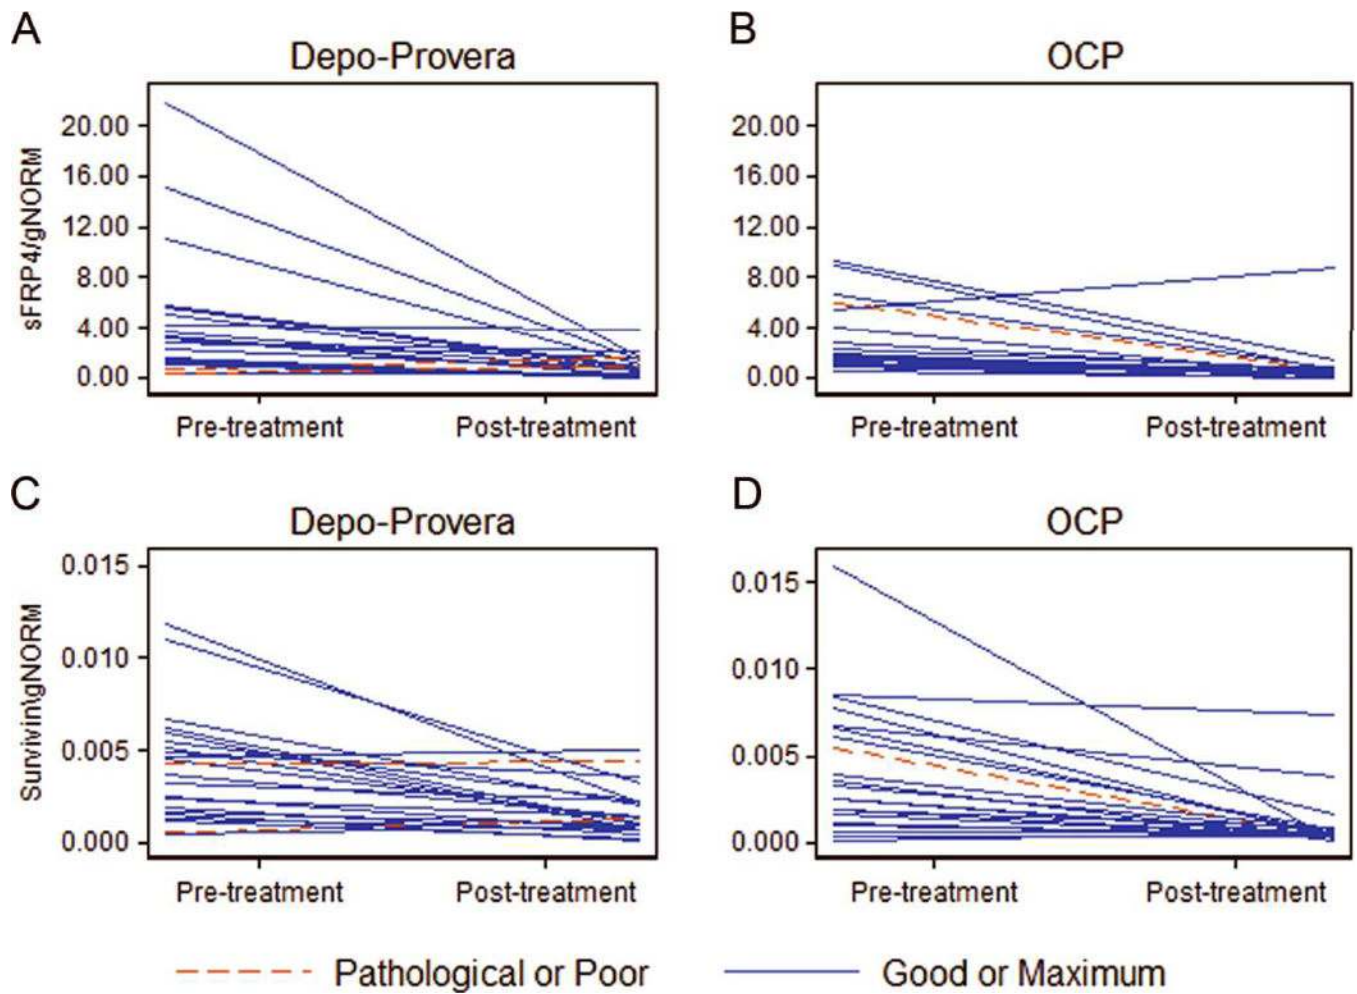 A
B
Depo-Provera
OCP
sFRP4/gNORM
20.00
16.00
12.00
8.00
4.00
0.00
20.00
16.00
12.00
8.00
4.00
0.00
Pre-treatment
Post-treatment
Pre-treatment
Post-treatment
C
D
Depo-Provera
OCP
Survivin\gNORM
0.015
0.010
0.005
0.000
0.015
0.010
0.005
0.000
Pre-treatment
Post-treatment
Pre-treatment
Post-treatment
Pathological or Poor
Good or Maximum